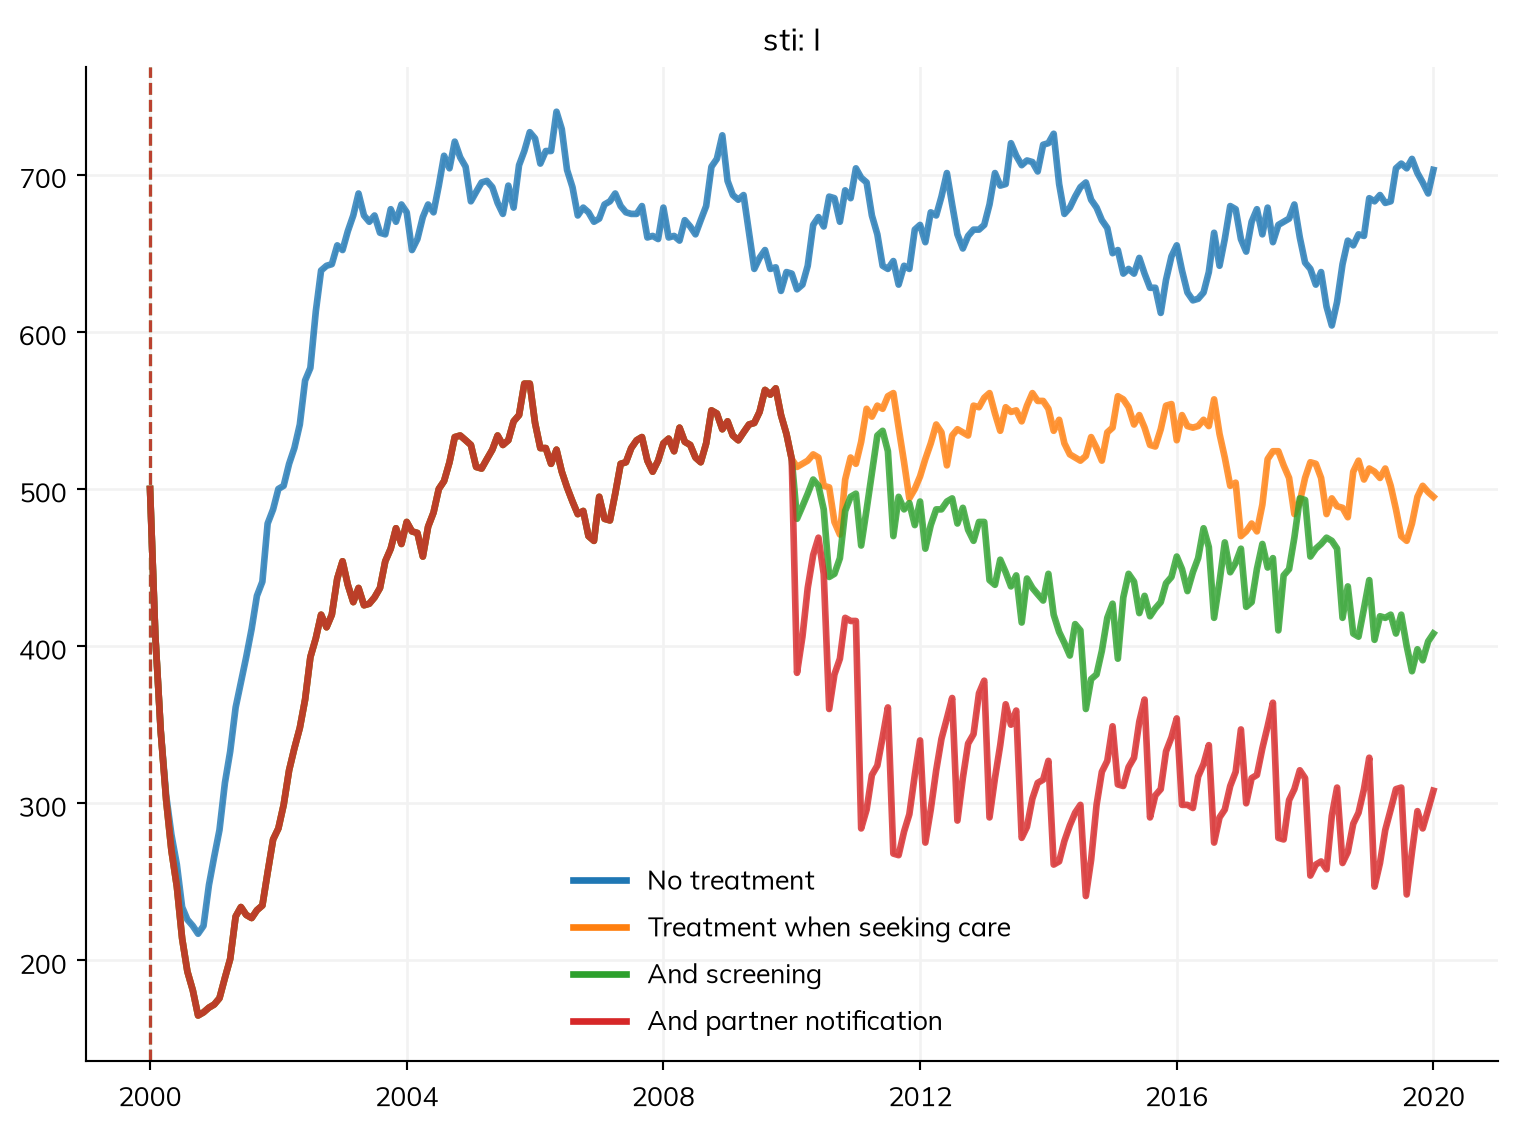 sti: I
700
600
500
400
300
200
No treatment
Treatment when seeking care
And screening
And partner notification
2000 2004 2008 2012 2016 2020